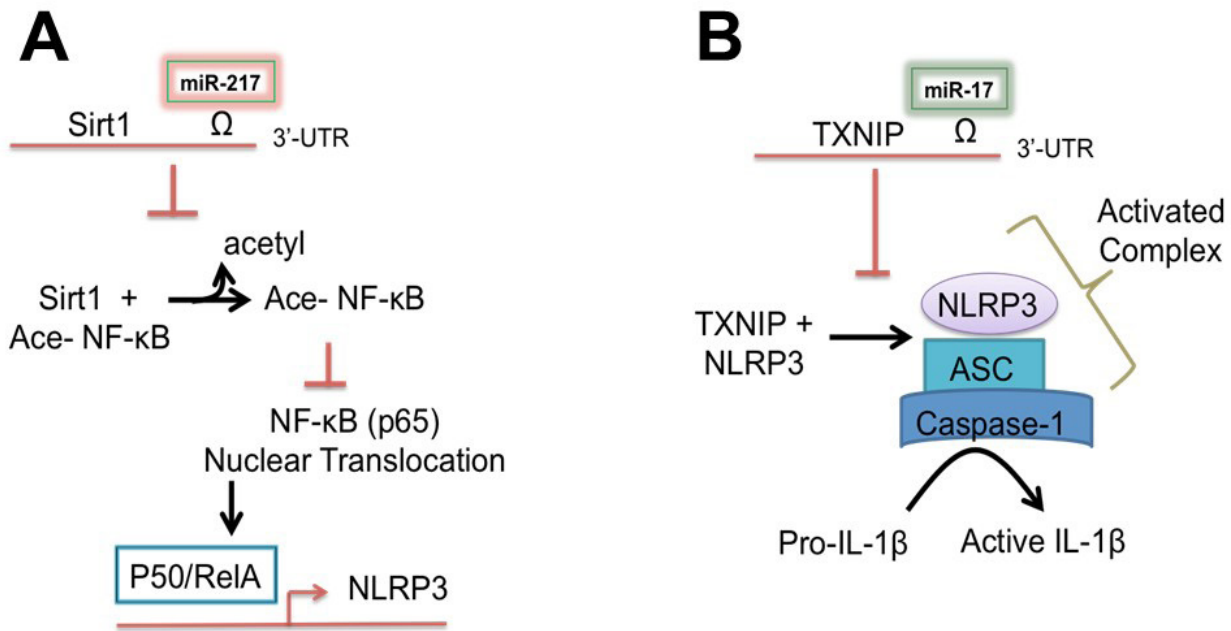 A
miR-217
Sirt1
Ω
3'-UTR
acetyl
Sirt1 +
Ace- NF-κB
Ace- NF-κB
NF-κB (p65)
Nuclear Translocation
P50/RelA
NLRP3
B
miR-17
TXNIP
Ω
3'-UTR
Activated
Complex
TXNIP +
NLRP3
NLRP3
ASC
Caspase-1
Pro-IL-1β
Active IL-1β